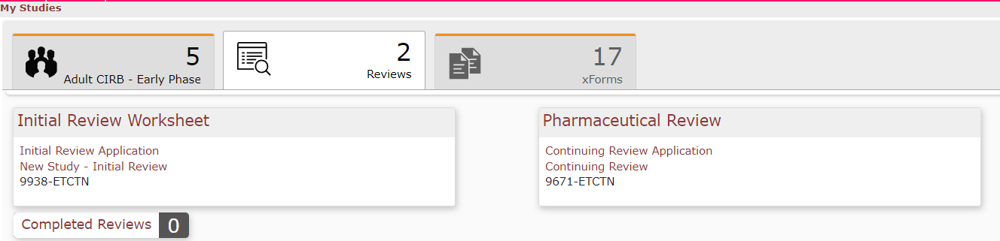 My Studies
5
Adult CIRB - Early Phase
2
Reviews
17
xForms
Initial Review Worksheet
Initial Review Application
New Study - Initial Review
9938-ETCTN
Pharmaceutical Review
Continuing Review Application
Continuing Review
9671-ETCTN
Completed Reviews 0